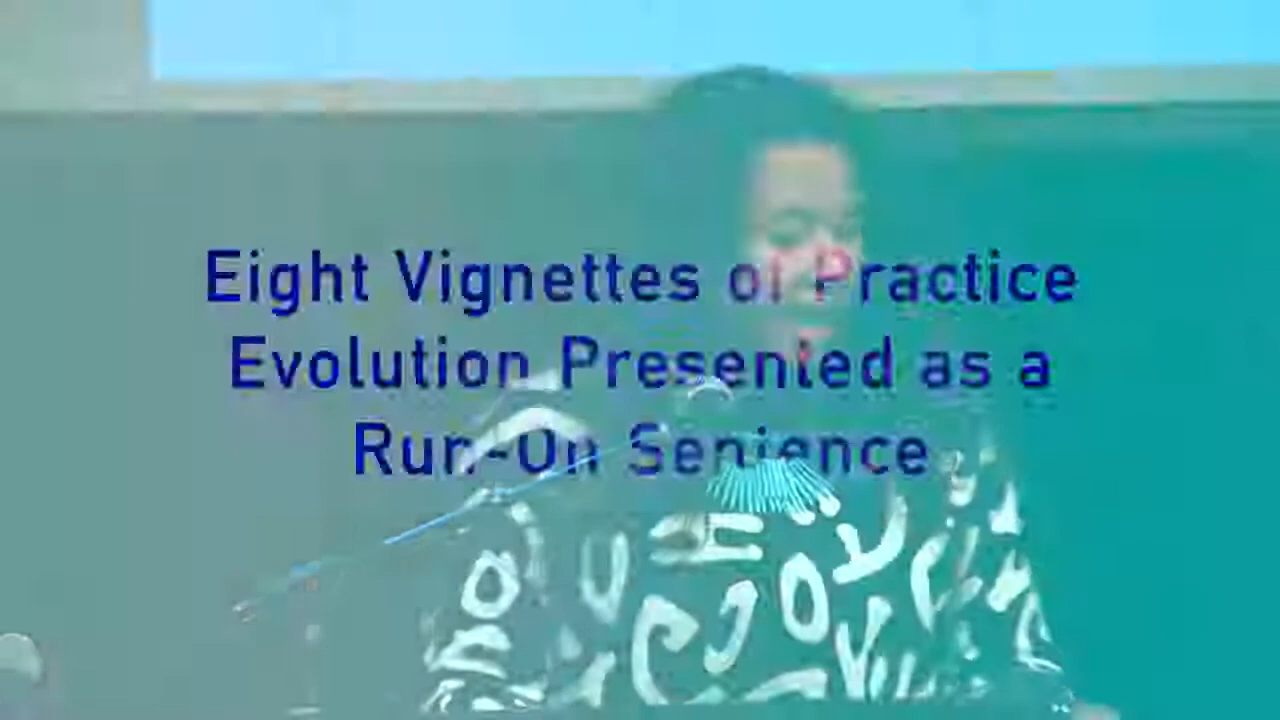 Eight Vignettes of Practice
Evolution Presented as a
Run-On Sentence